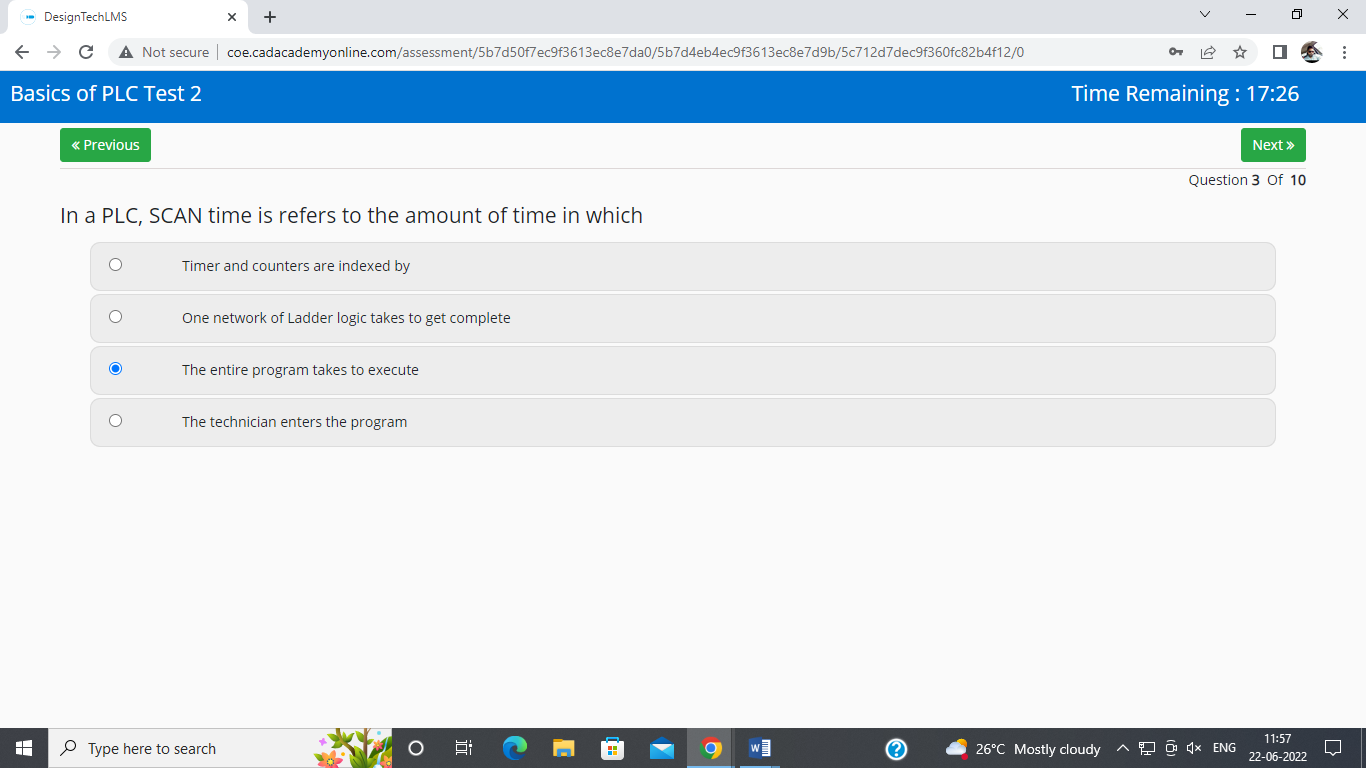 DesignTechLMS
Not secure
coe.cadacademyonline.com/assessment/5b7d50f7ec9f3613ec8e7da0/5b7d4eb4ec9f3613ec8e7d9b/5c712d7dec9f360fc82b4f12/0
Basics of PLC Test 2
Time Remaining : 17:26
« Previous
Next »
Question 3 Of 10
In a PLC, SCAN time is refers to the amount of time in which
Timer and counters are indexed by
One network of Ladder logic takes to get complete
The entire program takes to execute
The technician enters the program
Type here to search
26°C Mostly cloudy
ENG
11:57
22-06-2022